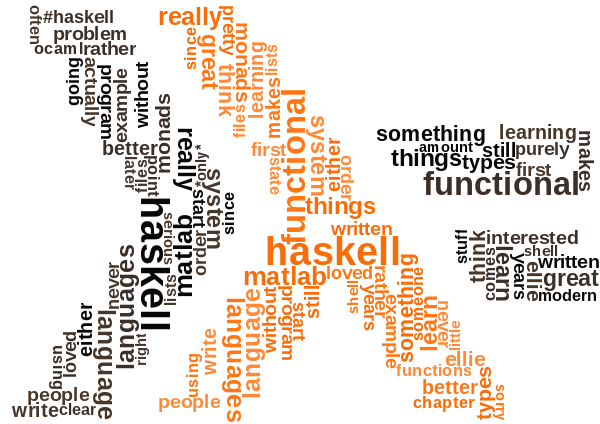 often
#haskell
problem
ocaml
rather
going
actually
program
example
without
monads
better
later
files,
point
really
*only*
start
system
since
haskell
stories
lists
matlab
order
never
languages
right
either
loved
using
language
people
write
clear
really
since
great
pretty
think
monads
files
learning
lists
makes
first
state
functional
system
either
order
things
written
haskell
matlab
loved
rather
shell
years
without
program
start
still
example
something
someone
learn
never
little
languages
language
write
using
people
ellie
functions
better
chapter
types
sorry
something
learning
makes
amount
still
purely
things
types
first
functional
stuff
think
comes
learn
interested
shell
years
ellie
written
great
modern